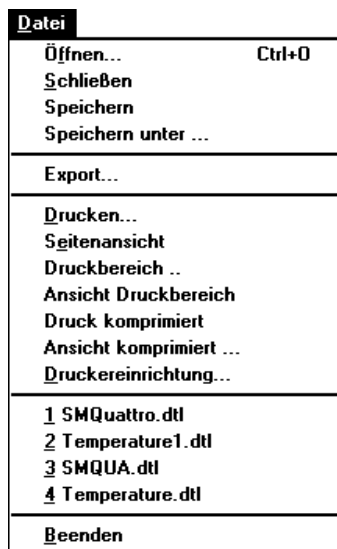 Datei
Öffnen... Ctrl+O
Schließen
Speichern
Speichern unter ...
Export...
Drucken...
Seitenansicht
Druckbereich ..
Ansicht Druckbereich
Druck komprimiert
Ansicht komprimiert ...
Druckereinrichtung...
1 SMQuattro.dtl
2 Temperature1.dtl
3 SMQUA.dtl
4 Temperature.dtl
Beenden